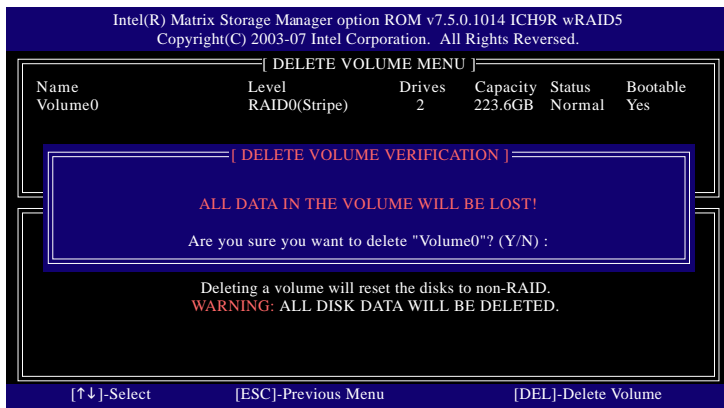 Intel(R) Matrix Storage Manager option ROM v7.5.0.1014 ICH9R wRAID5
Copyright(C) 2003-07 Intel Corporation. All Rights Reversed.
[ DELETE VOLUME MENU ]
Name Level Drives Capacity Status Bootable
Volume0 RAID0(Stripe) 2 223.6GB Normal Yes
[ DELETE VOLUME VERIFICATION ]
ALL DATA IN THE VOLUME WILL BE LOST!
Are you sure you want to delete "Volume0"? (Y/N) :
Deleting a volume will reset the disks to non-RAID.
WARNING: ALL DISK DATA WILL BE DELETED.
[↑↓]-Select [ESC]-Previous Menu [DEL]-Delete Volume